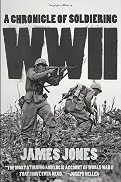 A CHRONICLE OF SOLDIERING
WWII
JAMES JONES
"THE MOST STIRRING AND LUCID ACCOUNT OF WORLD WAR II
THAT I HAVE EVER READ." —JOSEPH HELLER